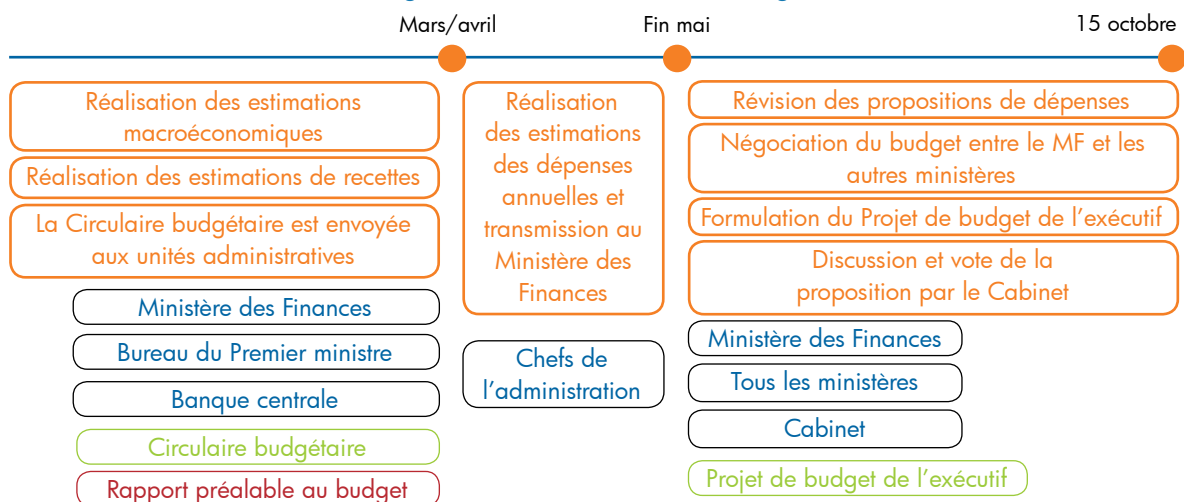 Mars/avril
Fin mai
15 octobre
Réalisation des estimations
macroéconomiques
Réalisation des estimations de recettes
La Circulaire budgétaire est envoyée
aux unités administratives
Ministère des Finances
Bureau du Premier ministre
Banque centrale
Circulaire budgétaire
Rapport préalable au budget
Réalisation
des estimations
des dépenses
annuelles et
transmission au
Ministère des
Finances
Chefs de
l'administration
Révision des propositions de dépenses
Négociation du budget entre le MF et les
autres ministères
Formulation du Projet de budget de l'exécutif
Discussion et vote de la
proposition par le Cabinet
Ministère des Finances
Tous les ministères
Cabinet
Projet de budget de l'exécutif